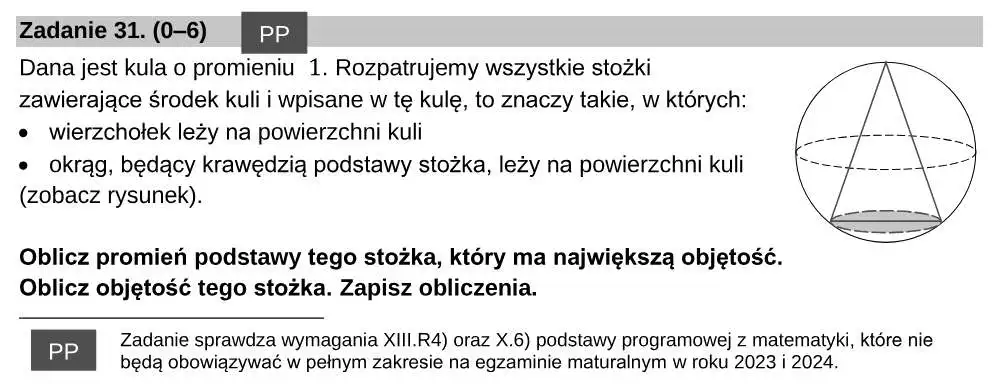 Zadanie 31. (0–6) PP
Dana jest kula o promieniu 1. Rozpatrujemy wszystkie stożki
zawierające środek kuli i wpisane w tę kulę, to znaczy takie, w których:
• wierzchołek leży na powierzchni kuli
• okrąg, będący krawędzią podstawy stożka, leży na powierzchni kuli
(zobacz rysunek).
Oblicz promień podstawy tego stożka, który ma największą objętość.
Oblicz objętość tego stożka. Zapisz obliczenia.
PP Zadanie sprawdza wymagania XIII.R4) oraz X.6) podstawy programowej z matematyki, które nie
będą obowiązywać w pełnym zakresie na egzaminie maturalnym w roku 2023 i 2024.